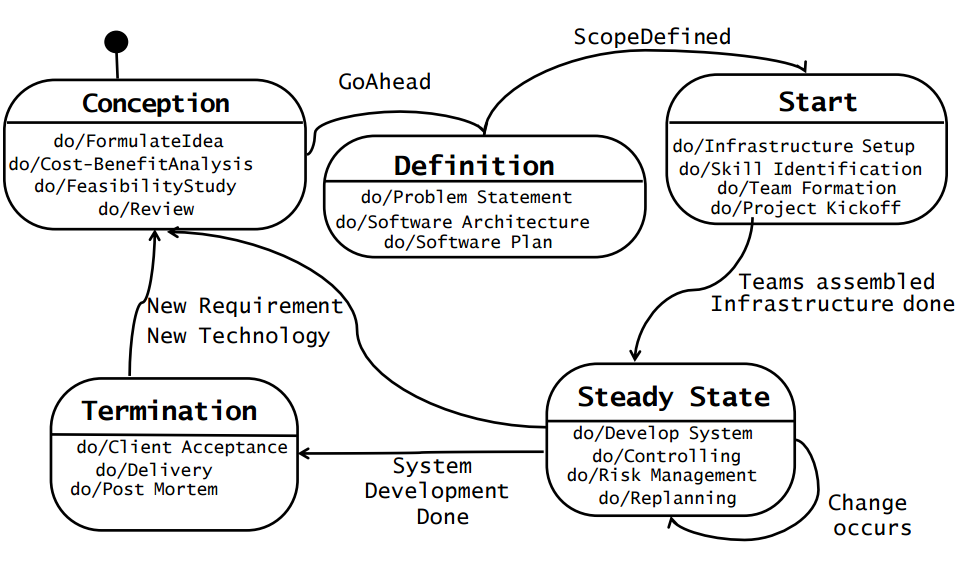 ScopeDefined
GoAhead
Conception
do/FormulateIdea
do/Cost-BenefitAnalysis
do/FeasibilityStudy
do/Review
Definition
do/Problem Statement
do/Software Architecture
do/Software Plan
Start
do/Infrastructure Setup
do/Skill Identification
do/Team Formation
do/Project Kickoff
Teams assembled
Infrastructure done
New Requirement
New Technology
Termination
do/Client Acceptance
do/Delivery
do/Post Mortem
System
Development
Done
Steady State
do/Develop System
do/Controlling
do/Risk Management
do/Replanning
Change
occurs